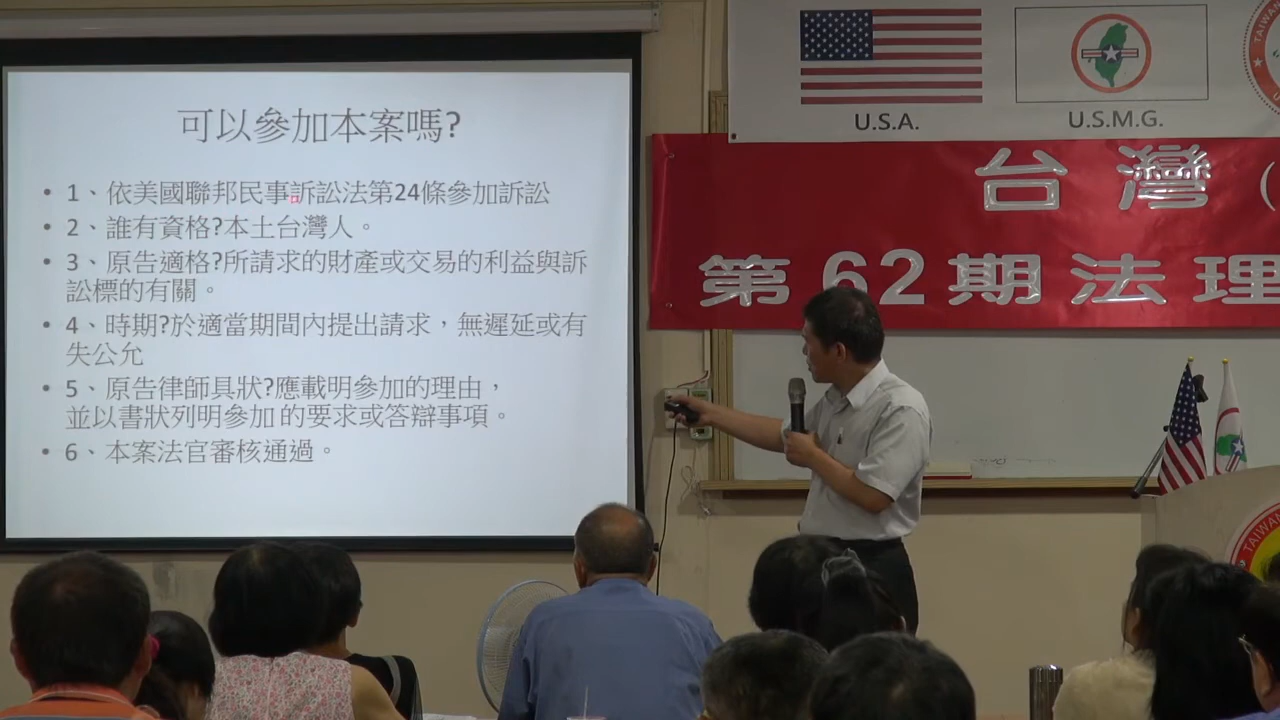 可以參加本案嗎?
• 1、依美國聯邦民事訴訟法第24條參加訴訟
• 2、誰有資格?本土台灣人。
• 3、原告適格?所請求的財產或交易的利益與訴
訟標的有關。
• 4、時期?於適當期間內提出請求，無遲延或有
失公允
• 5、原告律師具狀?應載明參加的理由，
並以書狀列明參加 的要求或答辯事項。
• 6、本案法官審核通過。
U.S.A.
U.S.M.G.
TAIWAN
台灣(
第62期法理
TAIWAN